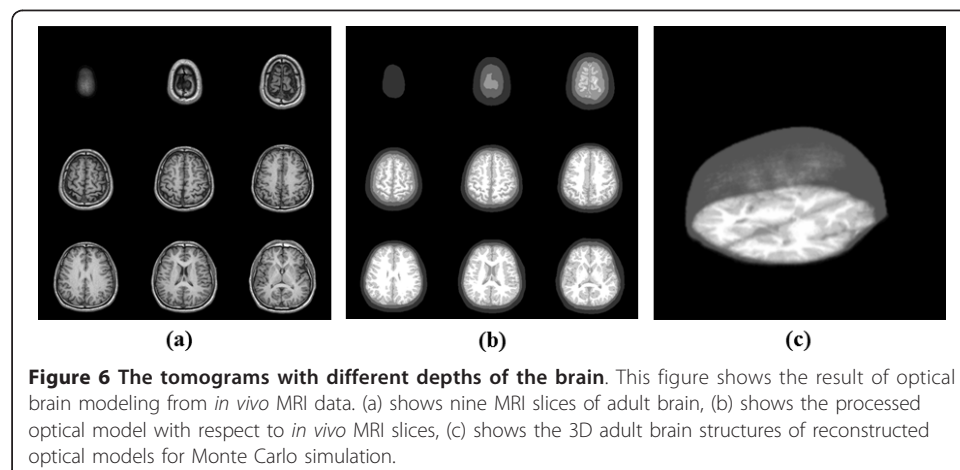 (a) (b) (c)
Figure 6 The tomograms with different depths of the brain. This figure shows the result of optical
brain modeling from in vivo MRI data. (a) shows nine MRI slices of adult brain, (b) shows the processed
optical model with respect to in vivo MRI slices, (c) shows the 3D adult brain structures of reconstructed
optical models for Monte Carlo simulation.